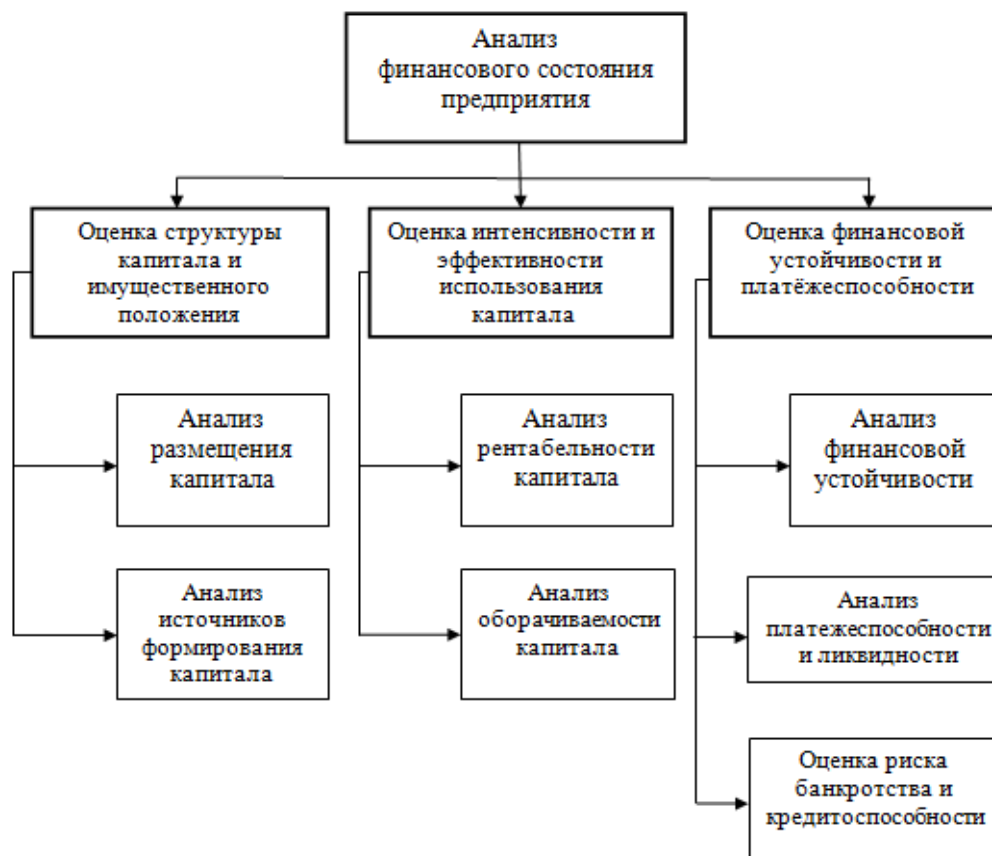 Анализ
финансового состояния
предприятия
Оценка структуры
капитала и
имущественного
положения
Оценка интенсивности и
эффективности
использования
капитала
Оценка финансовой
устойчивости и
платёжеспособности
Анализ
размещения
капитала
Анализ
рентабельности
капитала
Анализ
финансовой
устойчивости
Анализ
источников
формирования
капитала
Анализ
оборачиваемости
капитала
Анализ
платежеспособности
и ликвидности
Оценка риска
банкротства и
кредитоспособности